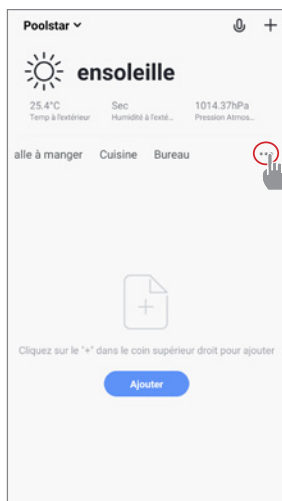 Poolstar
ensoleille
25.4°C Sec 1014.37hPa
Temp à l'extérieur Humidité à l'exté... Pression Atmos...
alle à manger Cuisine Bureau
Cliquez sur le "+" dans le coin supérieur droit pour ajouter
Ajouter